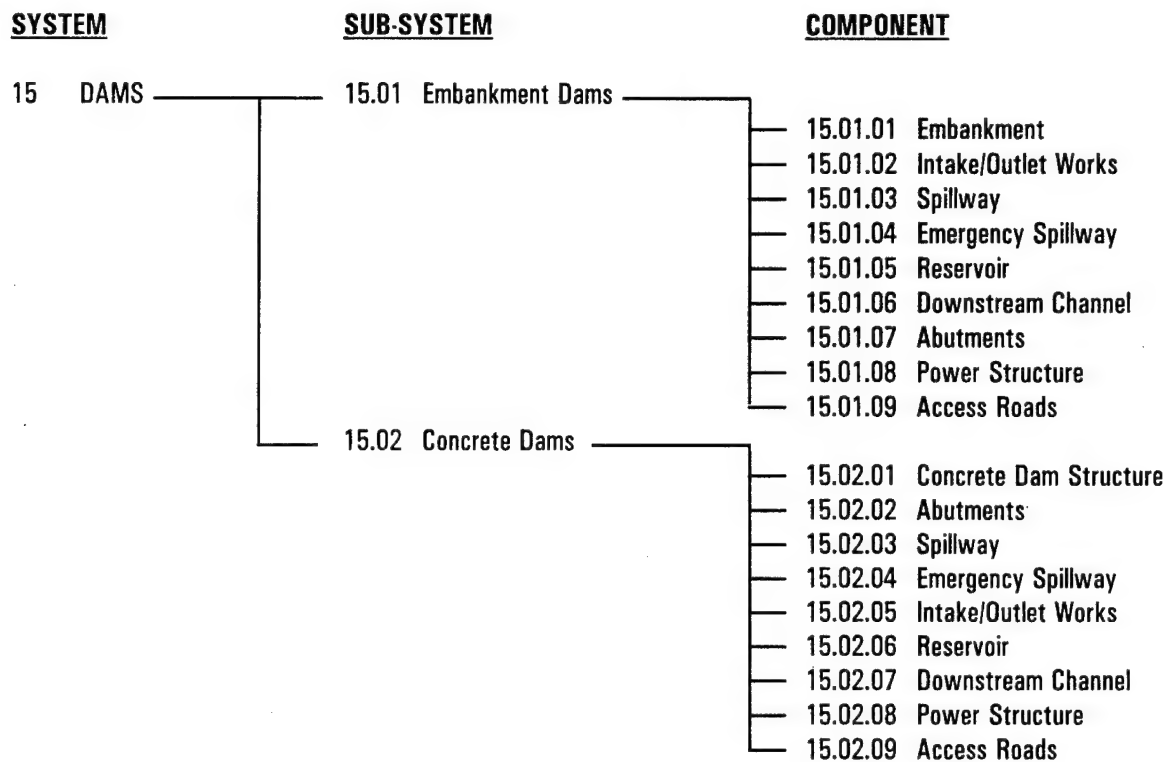 SYSTEM SUB-SYSTEM COMPONENT
15 DAMS 15.01 Embankment Dams
15.01.01 Embankment
15.01.02 Intake/Outlet Works
15.01.03 Spillway
15.01.04 Emergency Spillway
15.01.05 Reservoir
15.01.06 Downstream Channel
15.01.07 Abutments
15.01.08 Power Structure
15.01.09 Access Roads
15.02 Concrete Dams
15.02.01 Concrete Dam Structure
15.02.02 Abutments
15.02.03 Spillway
15.02.04 Emergency Spillway
15.02.05 Intake/Outlet Works
15.02.06 Reservoir
15.02.07 Downstream Channel
15.02.08 Power Structure
15.02.09 Access Roads